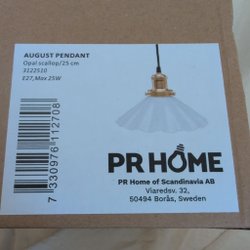 AUGUST PENDANT
Opal scallop/25 cm
3122510
E27, Max 25W
7 330976 112708
PR HOME
PR Home of Scandinavia AB
Viaredsv. 32,
50494 Borås, Sweden